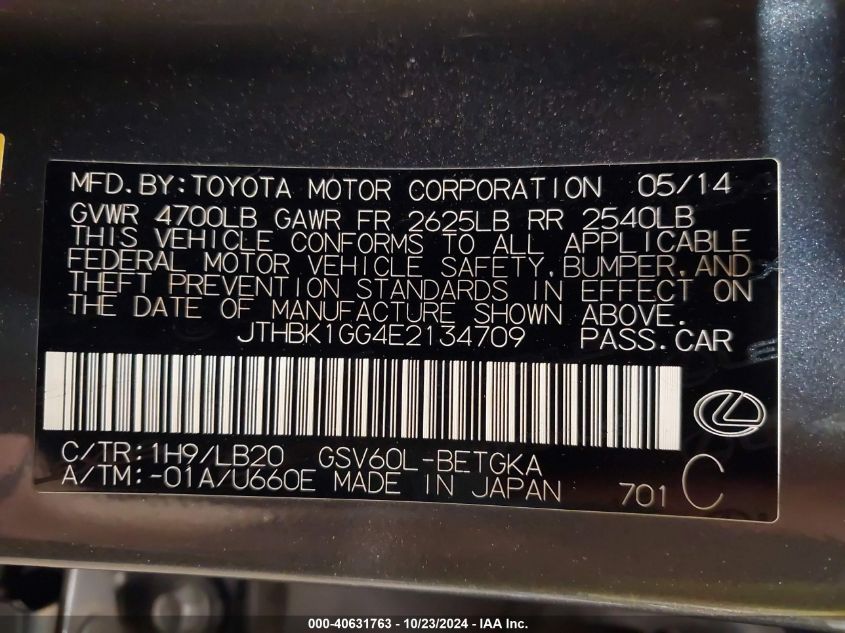 MFD.BY:TOYOTA MOTOR CORPORATION 05/14
GVWR 4700LB GAWR FR 2625LB RR 2540LB
THIS VEHICLE CONFORMS TO ALL APPLICABLE
FEDERAL MOTOR VEHICLE SAFETY,BUMPER,AND
THEFT PREVENTION STANDARDS IN EFFECT ON
THE DATE OF MANUFACTURE SHOWN ABOVE.
JTHBK1GG4E2134709 PASS.CAR
C/TR:1H9/LB20 GSV60L-BETGKA
A/TM:-01A/U660E MADE IN JAPAN 701 C
000-40631763 - 10/23/2024 - IAA Inc.